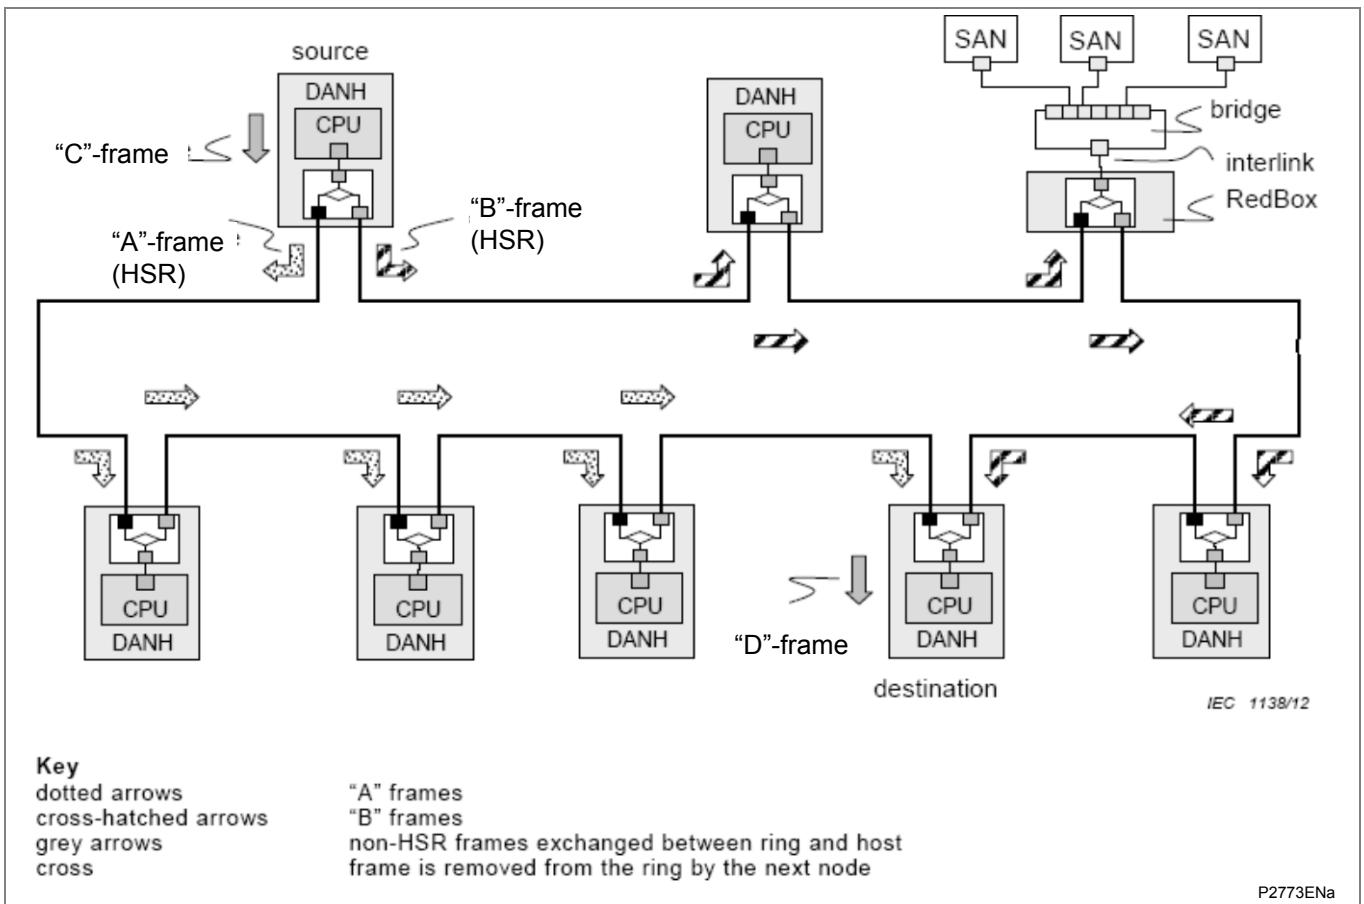 source
SAN
SAN
SAN
DANH
CPU
DANH
CPU
bridge
interlink
RedBox
“C”-frame
“A”-frame
(HSR)
“B”-frame
(HSR)
CPU
DANH
CPU
DANH
CPU
DANH
“D”-frame
CPU
DANH
CPU
DANH
destination
IEC 1138/12
Key
dotted arrows “A” frames
cross-hatched arrows “B” frames
grey arrows non-HSR frames exchanged between ring and host
cross frame is removed from the ring by the next node
P2773ENa